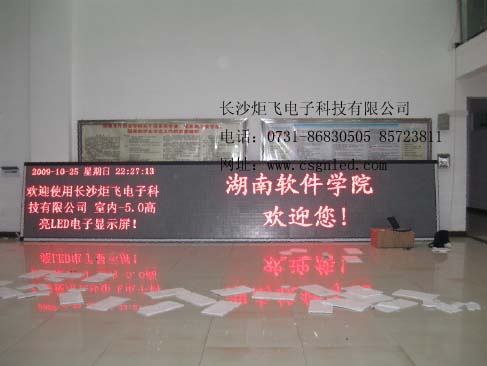 长沙炬飞电子科技有限公司
电话：0731-86830505 85723811
网址：www.csgnled.com
2009-10-25 星期日 22:27:13
欢迎使用长沙炬飞电子科
技有限公司 室内-5.0高
亮LED电子显示屏！
湖南软件学院
欢迎您！